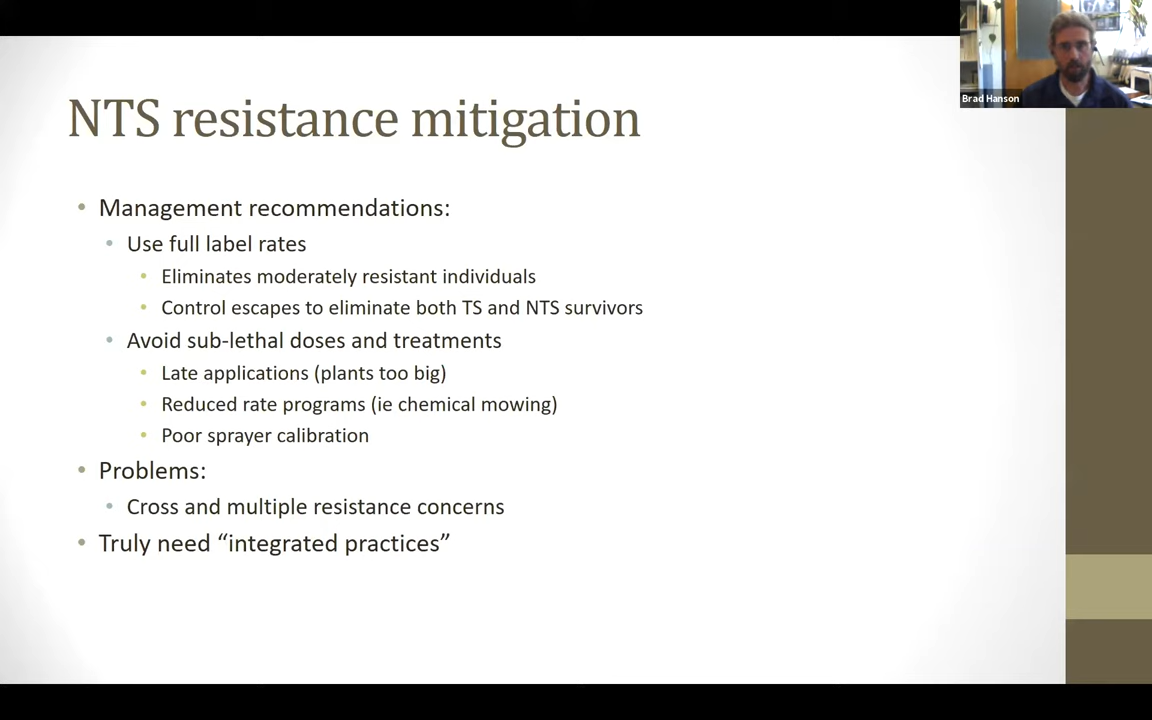 Brad Hanson
NTS resistance mitigation
• Management recommendations:
• Use full label rates
• Eliminates moderately resistant individuals
• Control escapes to eliminate both TS and NTS survivors
• Avoid sub-lethal doses and treatments
• Late applications (plants too big)
• Reduced rate programs (ie chemical mowing)
• Poor sprayer calibration
• Problems:
• Cross and multiple resistance concerns
• Truly need “integrated practices”